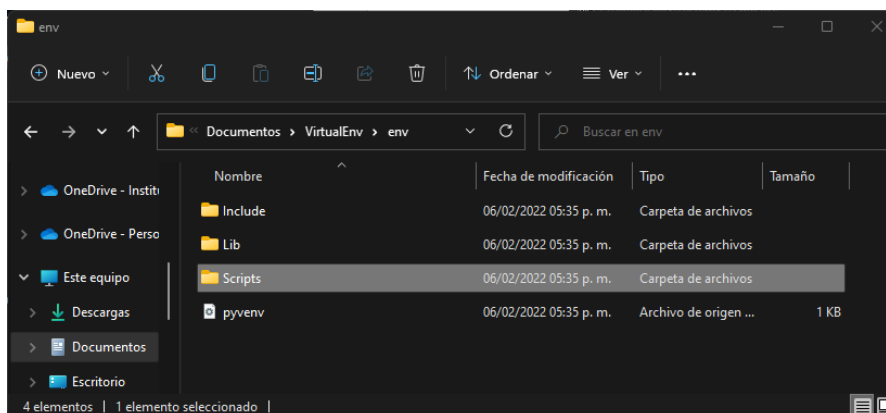 env
Nuevo
Ordenar
Ver
« Documentos > VirtualEnv > env
Buscar en env
Nombre Fecha de modificación Tipo Tamaño
OneDrive - Institu
Include 06/02/2022 05:35 p. m. Carpeta de archivos
OneDrive - Perso
Lib 06/02/2022 05:35 p. m. Carpeta de archivos
Este equipo
Scripts 06/02/2022 05:35 p. m. Carpeta de archivos
Descargas
pyvenv 06/02/2022 05:35 p. m. Archivo de origen ... 1 KB
Documentos
Escritorio
4 elementos | 1 elemento seleccionado |